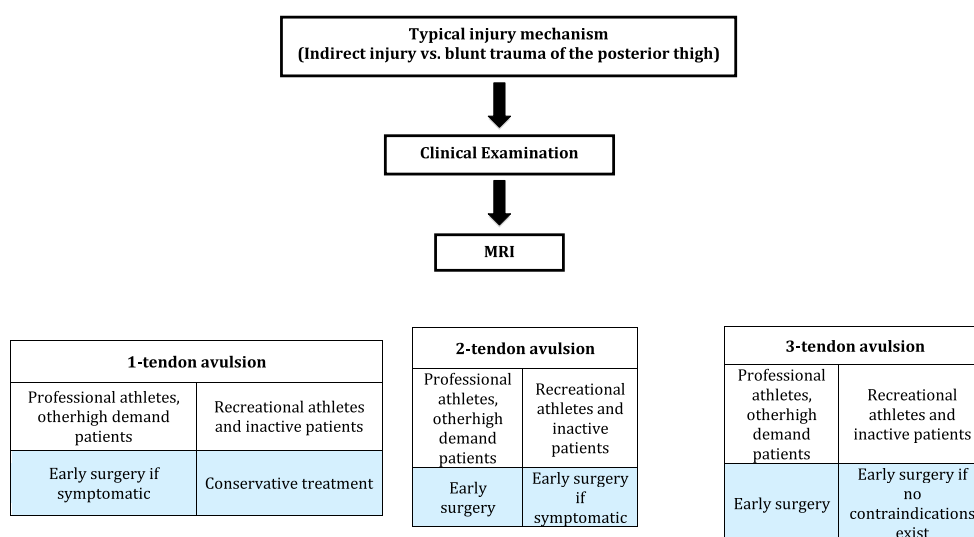 Typical injury mechanism
(Indirect injury vs. blunt trauma of the posterior thigh)
Clinical Examination
MRI
1-tendon avulsion
Professional athletes,
otherhigh demand
patients
Recreational athletes
and inactive patients
Early surgery if
symptomatic
Conservative treatment
2-tendon avulsion
Professional
athletes,
otherhigh
demand
patients
Recreational
athletes and
inactive
patients
Early
surgery
Early surgery
if
symptomatic
3-tendon avulsion
Professional
athletes,
otherhigh
demand
patients
Recreational
athletes and
inactive patients
Early surgery
Early surgery if
no
contraindications
exist